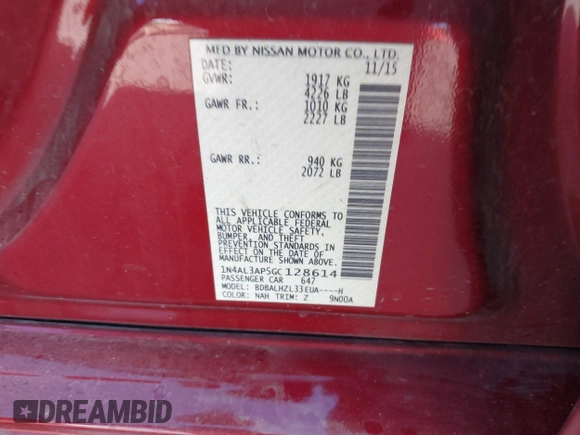 MFD BY NISSAN MOTOR CO., LTD.
DATE: 11/15
GVWR: 1917 KG
4226 LB
GAWR FR.: 1010 KG
2227 LB
GAWR RR.: 940 KG
2072 LB
THIS VEHICLE CONFORMS TO
ALL APPLICABLE FEDERAL
MOTOR VEHICLE SAFETY,
BUMPER, AND THEFT
PREVENTION STANDARDS IN
EFFECT ON THE DATE OF
MANUFACTURE SHOWN ABOVE.
1N4AL3AP5GC128614
PASSENGER CAR 647
MODEL: BDBALHZL33EUA----H
COLOR: NAH TRIM: Z 9N00A
DREAMBID